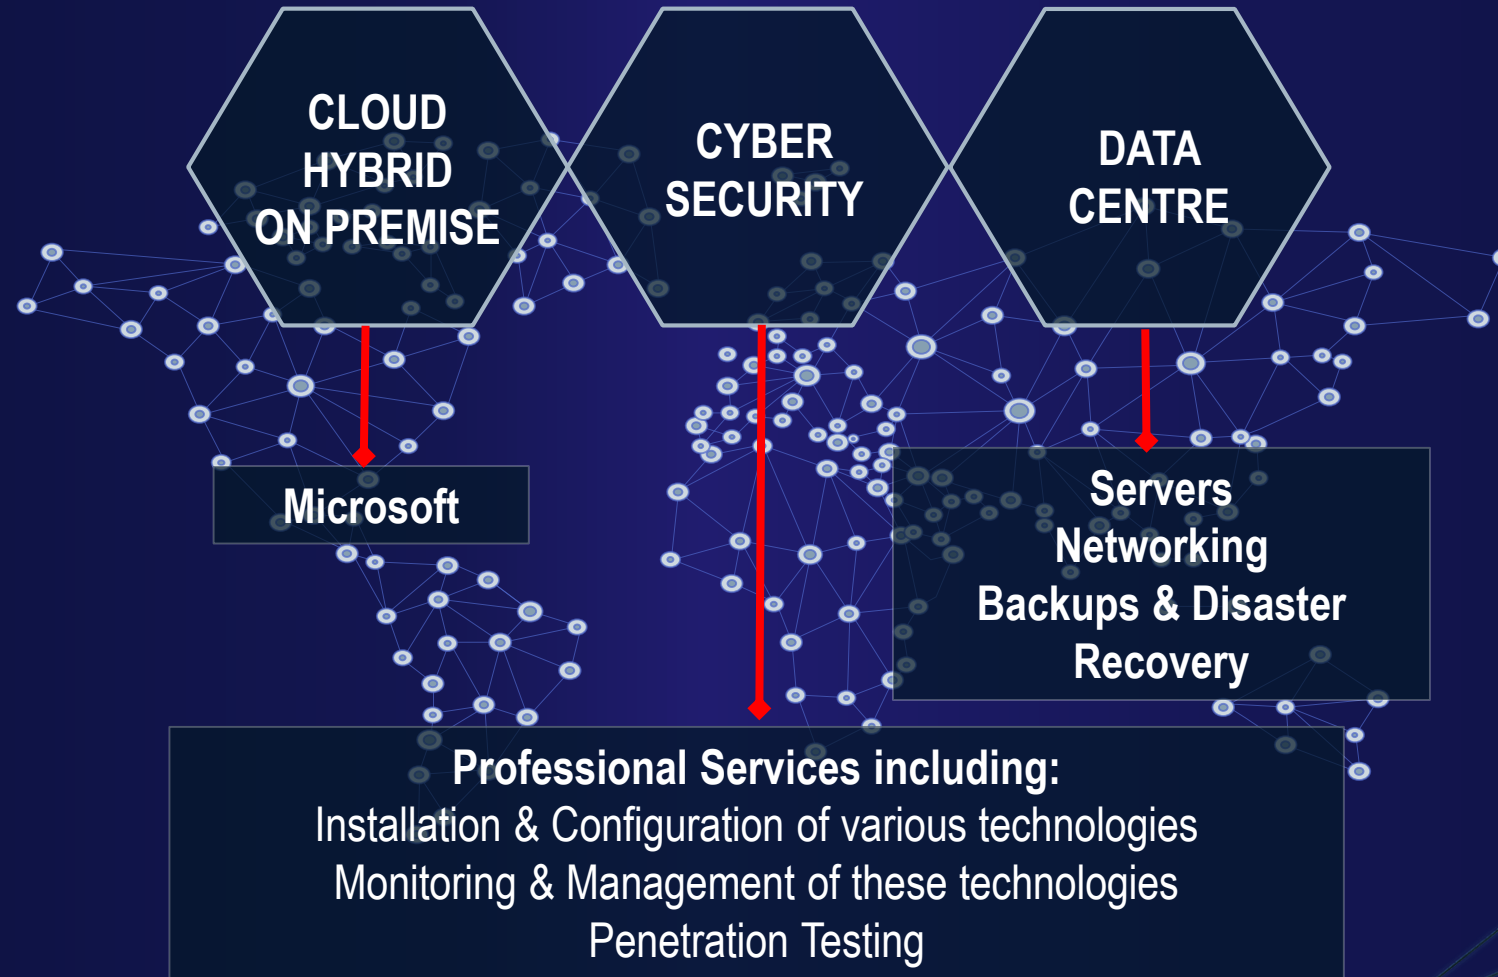 CLOUD
HYBRID
ON PREMISE
CYBER
SECURITY
DATA
CENTRE
Microsoft
Servers
Networking
Backups & Disaster
Recovery
Professional Services including:
Installation & Configuration of various technologies
Monitoring & Management of these technologies
Penetration Testing